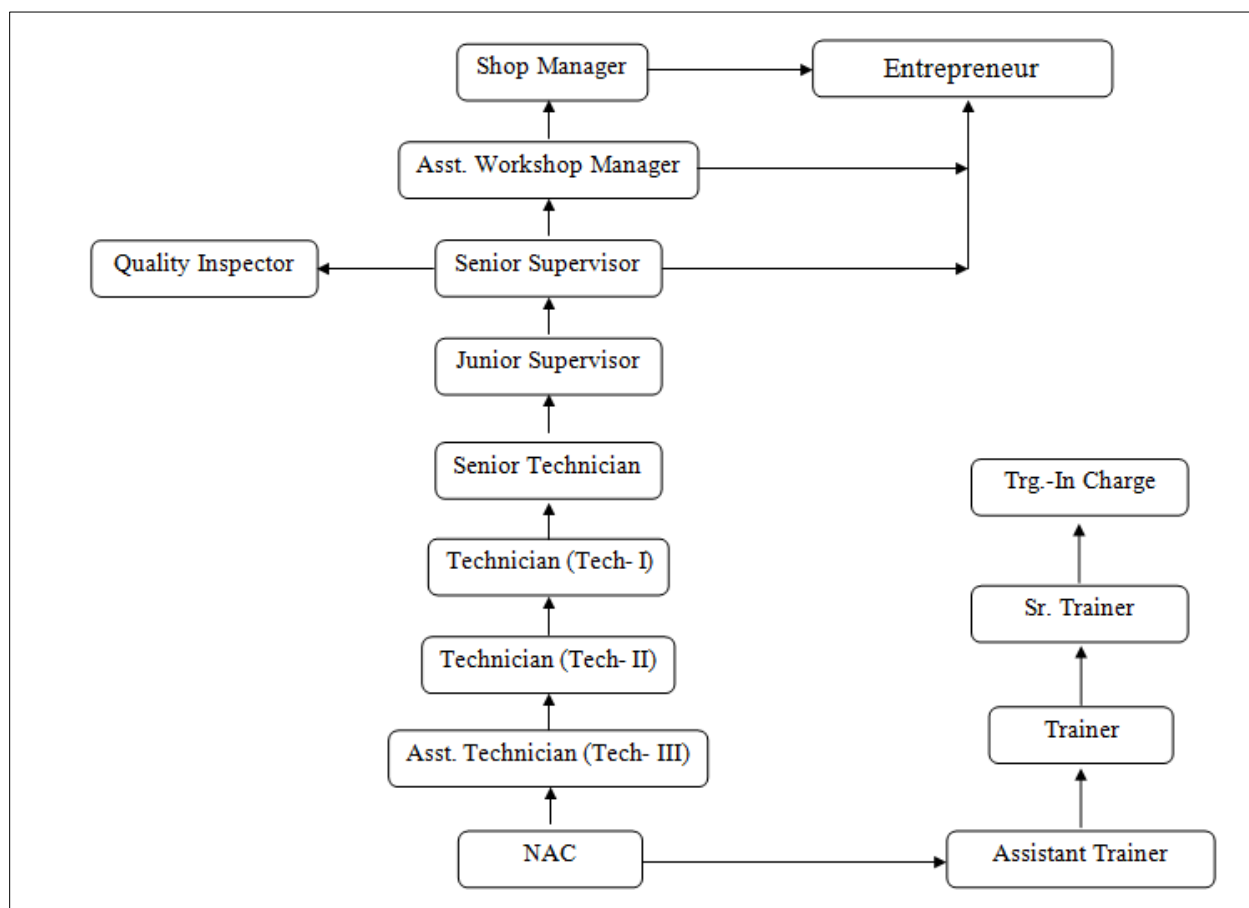 Shop Manager
Entrepreneur
Asst. Workshop Manager
Quality Inspector
Senior Supervisor
Junior Supervisor
Senior Technician
Trg.-In Charge
Technician (Tech- I)
Sr. Trainer
Technician (Tech- II)
Trainer
Asst. Technician (Tech- III)
NAC
Assistant Trainer